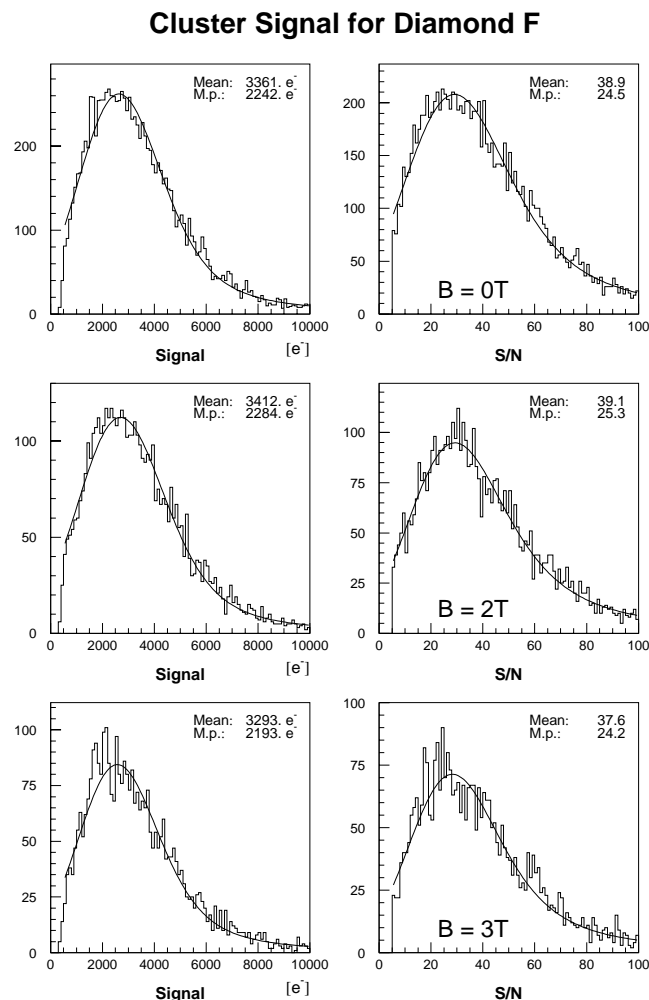 Cluster Signal for Diamond F
Mean: 3361. e-
M.p.: 2242. e-
200
100
0
0 2000 4000 6000 8000 10000
Signal [e-]
Mean: 38.9
M.p.: 24.5
200
150
100
50
0
B = 0T
0 20 40 60 80 100
S/N
Mean: 3412. e-
M.p.: 2284. e-
100
50
0
0 2000 4000 6000 8000 10000
Signal [e-]
Mean: 39.1
M.p.: 25.3
100
75
50
25
0
B = 2T
0 20 40 60 80 100
S/N
Mean: 3293. e-
M.p.: 2193. e-
100
75
50
25
0
0 2000 4000 6000 8000 10000
Signal [e-]
Mean: 37.6
M.p.: 24.2
100
75
50
25
0
B = 3T
0 20 40 60 80 100
S/N